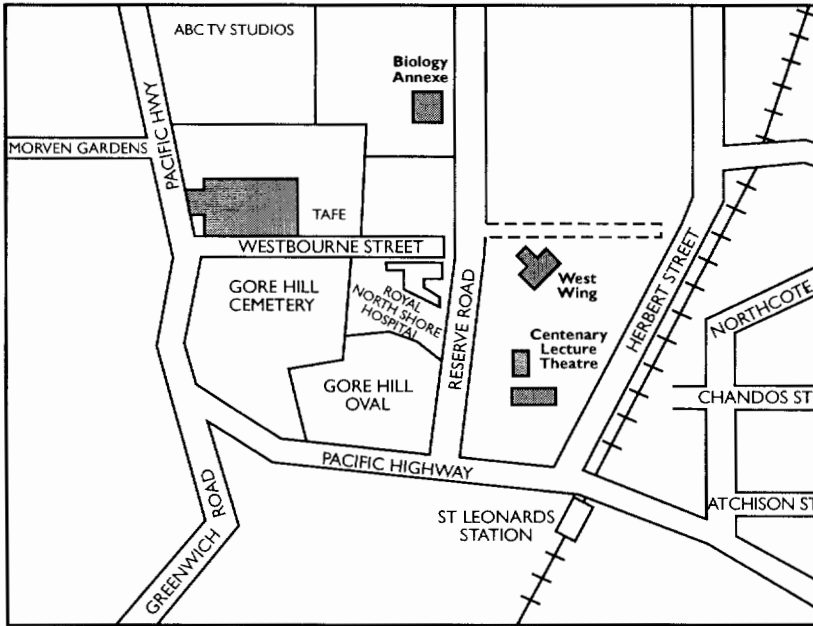 ABC TV STUDIOS
Biology
Annexe
PACIFIC HWY
MORVEN GARDENS
TAFE
WESTBOURNE STREET
GORE HILL
CEMETERY
ROYAL
NORTH SHORE
HOSPITAL
RESERVE ROAD
West
Wing
HERBERT STREET
NORTHCOTE
Centenary
Lecture
Theatre
GORE HILL
OVAL
CHANDOS ST
PACIFIC HIGHWAY
ATCHISON ST
ST LEONARDS
STATION
GREENWICH ROAD